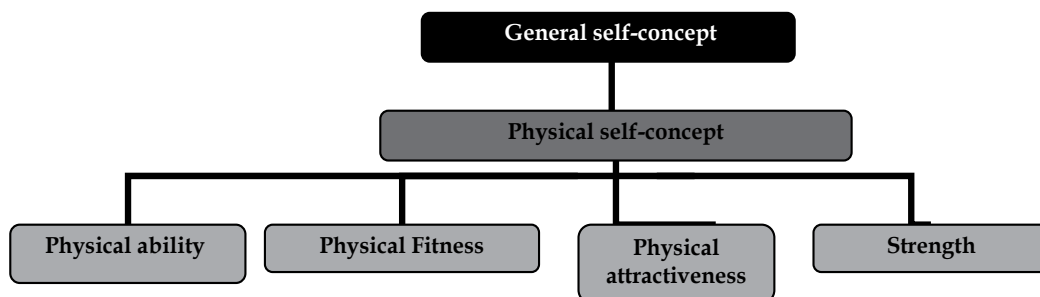 General self-concept
Physical self-concept
Physical ability
Physical Fitness
Physical
attractiveness
Strength